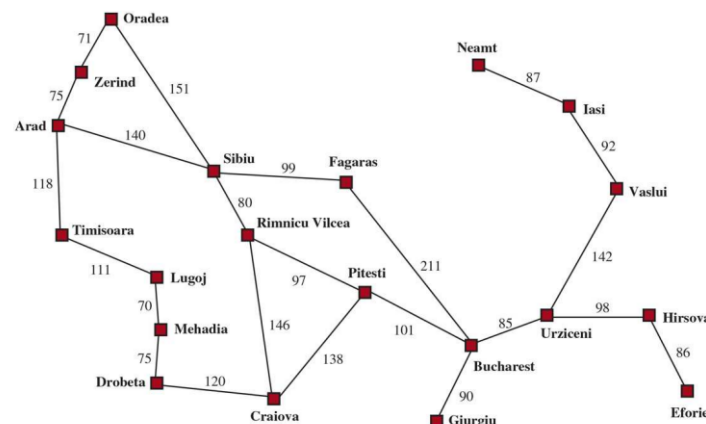 Oradea
71
Neamt
Zerind
87
151
75
Iasi
Arad
140
92
Sibiu
Fagaras
99
118
Vaslui
80
Rimnicu Vilcea
Timisoara
142
111
211
Lugoj
97
Pitesti
70
98
Hirsova
146
101
85
Urziceni
Mehadia
138
86
75
Bucharest
120
90
Drobeta
Craiova
Giurgiu
Eforie